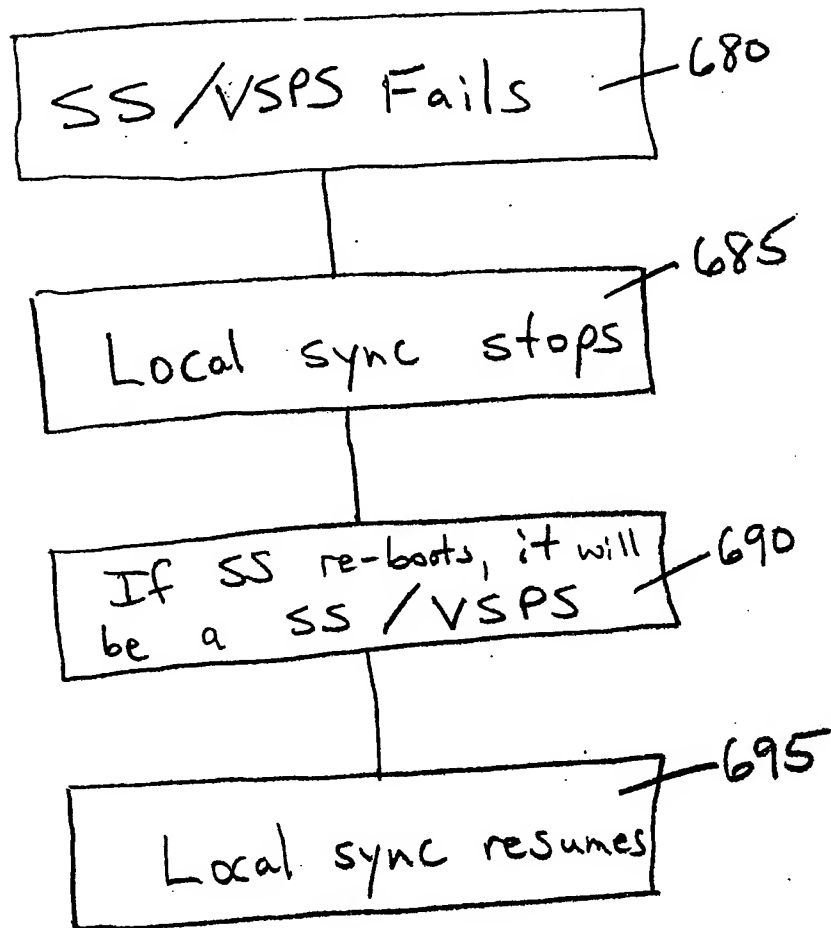 SS /VSPS Fails
680
685
Local sync stops
If SS re-boots, it will
be a SS / VSPS
690
695
Local sync resumes